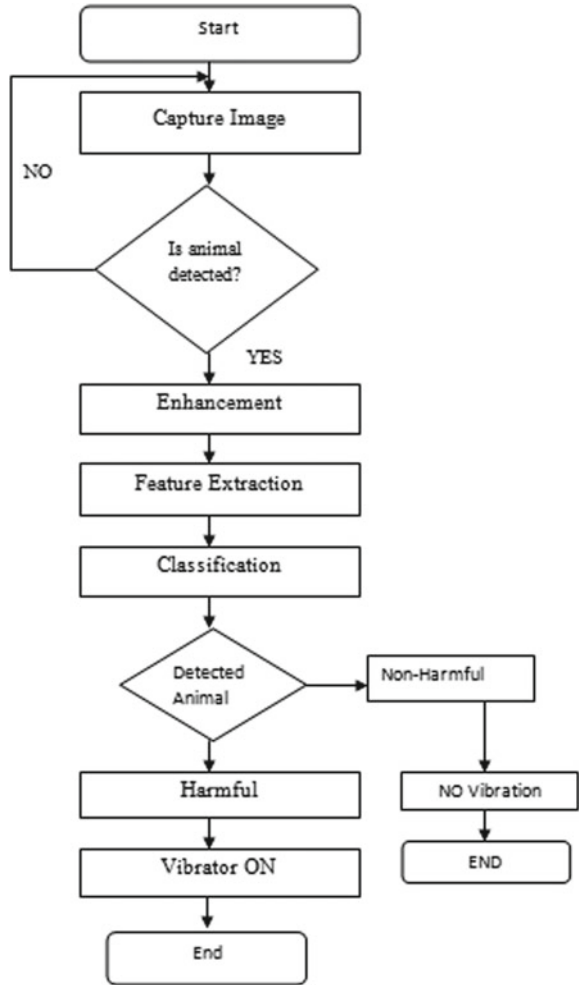 Start
Capture Image
NO
Is animal
detected?
YES
Enhancement
Feature Extraction
Classification
Detected
Animal
Non-Harmful
Harmful
NO Vibration
Vibrator ON
END
End